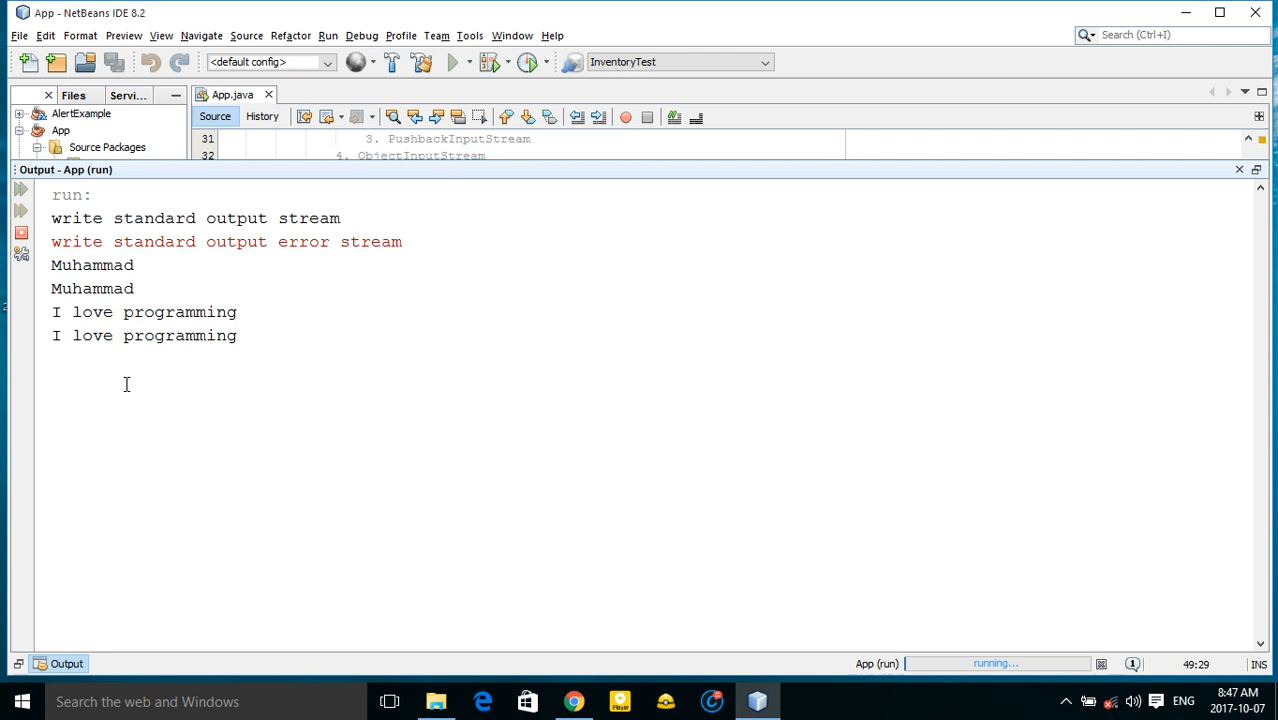 App - NetBeans IDE 8.2
File Edit Format Preview View Navigate Source Refactor Run Debug Profile Team Tools Window Help
Search (Ctrl+I)
<default config>
InventoryTest
Files Servi...
App.java
AlertExample
Source History
App
31 3. PushbackInputStream
Source Packages
32 4. ObjectInputStream
Output - App (run)
run:
write standard output stream
write standard output error stream
Muhammad
Muhammad
I love programming
I love programming
Output
App (run) running... 1 49:29 INS
Search the web and Windows
Player
ENG
8:47 AM
2017-10-07